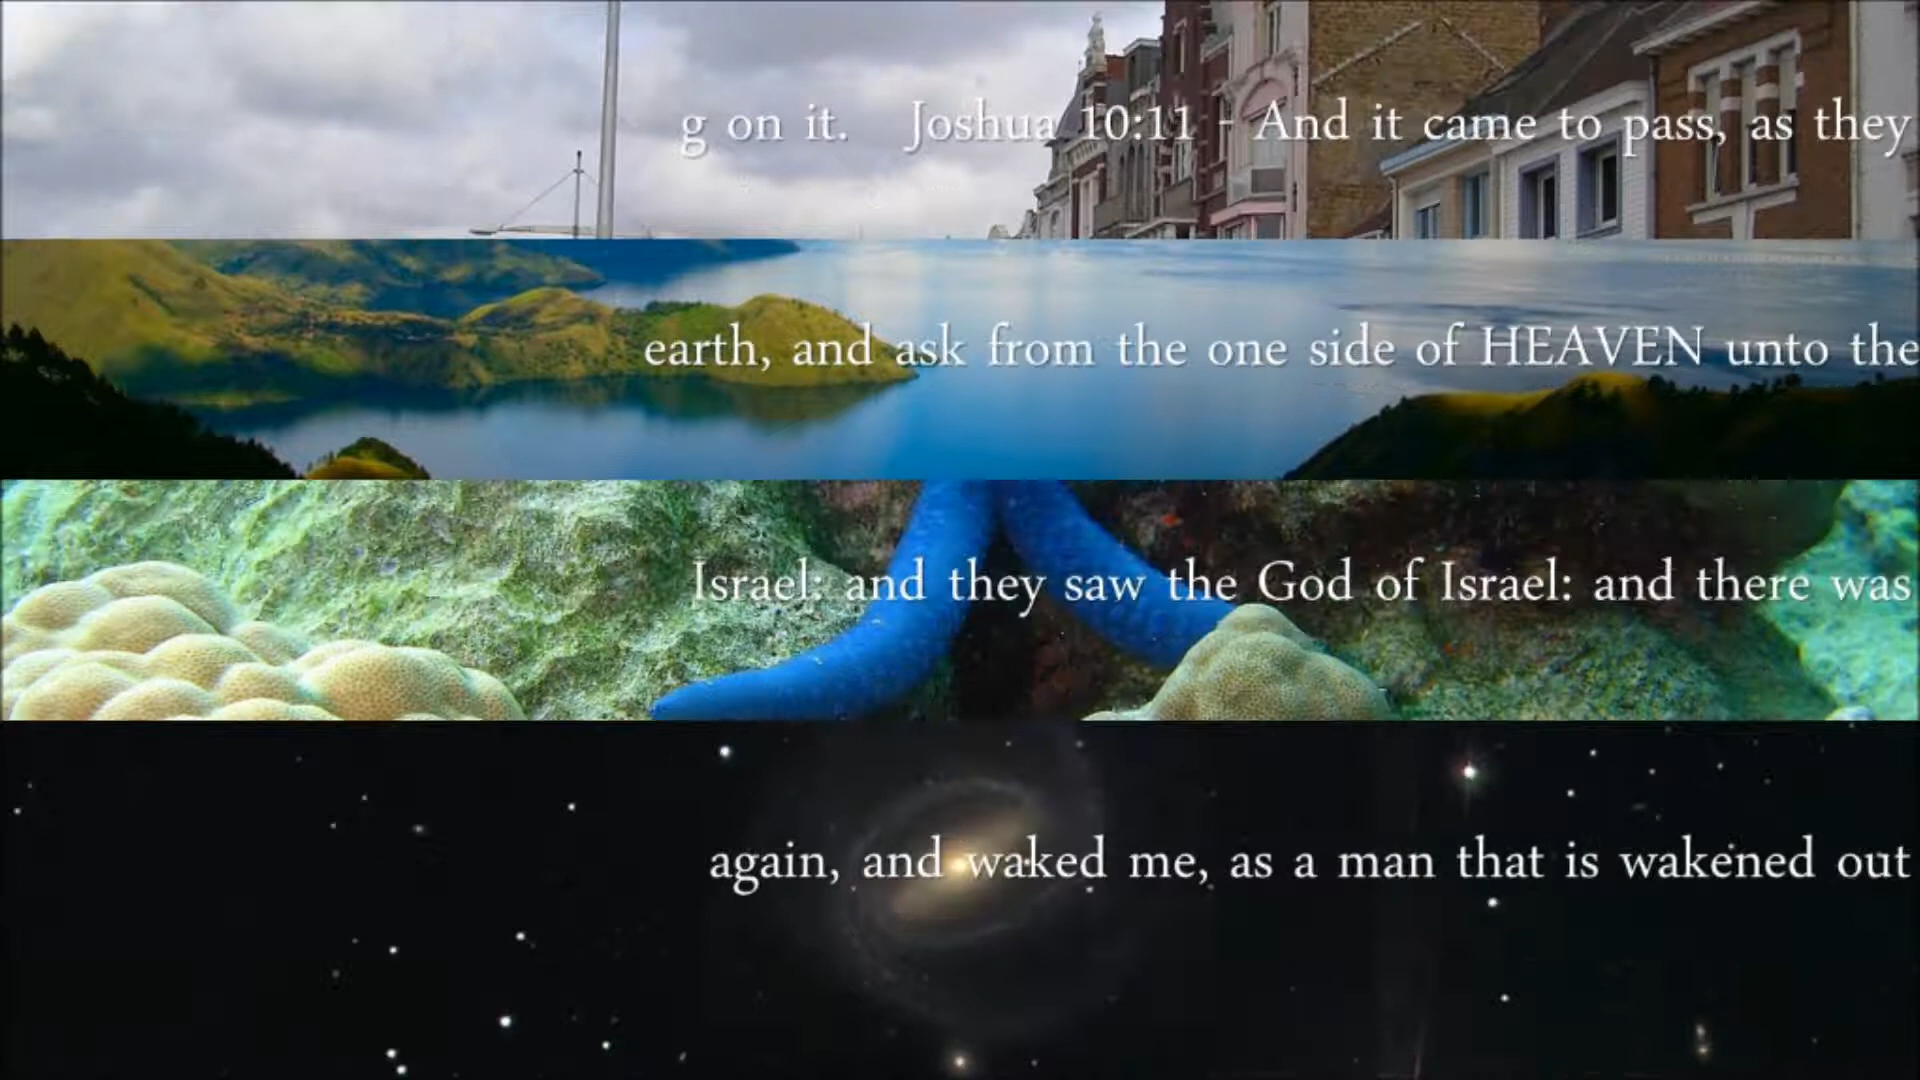 g on it. Joshua 10:11 - And it came to pass, as they
earth, and ask from the one side of HEAVEN unto the
Israel: and they saw the God of Israel: and there was
again, and waked me, as a man that is wakened out